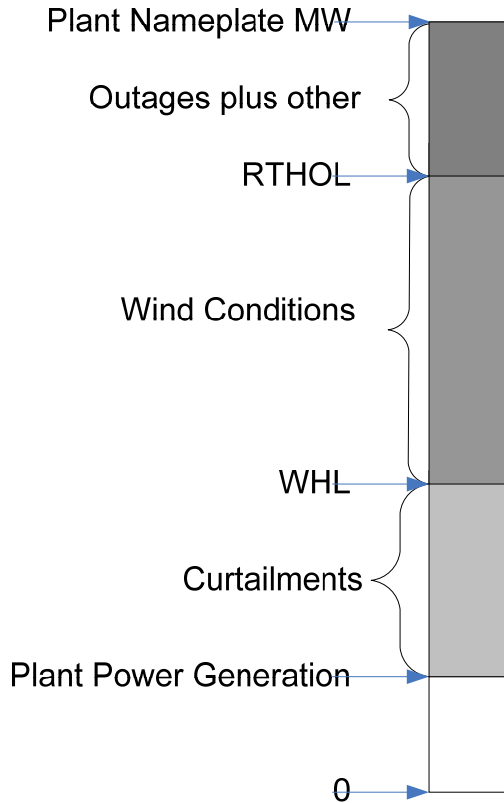 Plant Nameplate MW
Outages plus other
RTHOL
Wind Conditions
WHL
Curtailments
Plant Power Generation
0